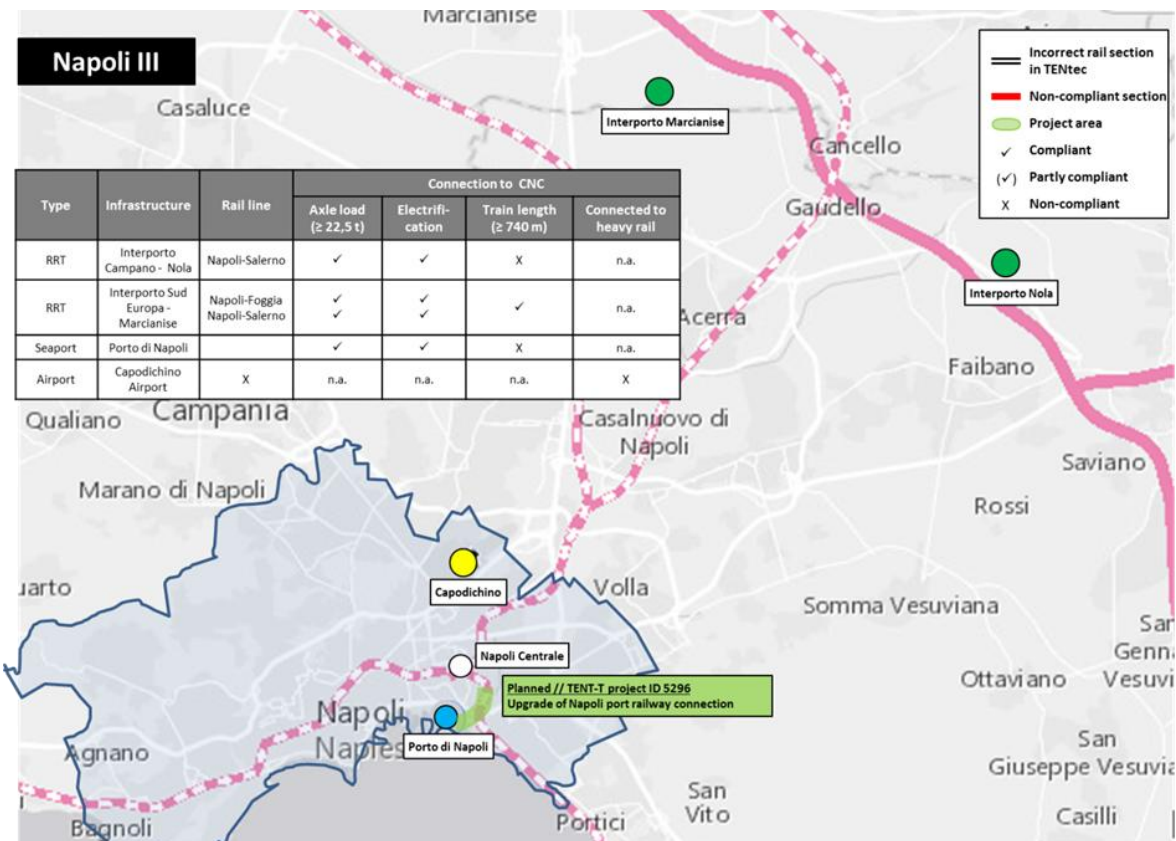 Marcianise
Napoli III
Casaluce
Interporto Marcianise
Cancello
Gaudello
Incorrect rail section
in TENtec
Non-compliant section
Project area
✓ Compliant
(✓) Partly compliant
X Non-compliant
Type
Infrastructure
Rail line
Connection to CNC
Axle load
(≥ 22,5 t)
Electrifi-
cation
Train length
(≥ 740 m)
Connected to
heavy rail
RRT
Interporto
Campano - Nola
Napoli-Salerno
✓
✓
X
n.a.
RRT
Interporto Sud
Europa -
Marcianise
Napoli-Foggia
Napoli-Salerno
✓
✓
✓
✓
✓
n.a.
Seaport
Porto di Napoli
✓
✓
X
n.a.
Airport
Capodichino
Airport
X
n.a.
n.a.
n.a.
X
Interporto Nola
Acerra
Faibano
Qualiano
Campania
Casalnuovo di
Napoli
Saviano
Marano di Napoli
Rossi
uarto
Capodichino
Volla
Somma Vesuviana
San
Genna
Vesuvi
Napoli Centrale
Planned // TENT-T project ID 5296
Upgrade of Napoli port railway connection
Ottaviano
Napoli
Naples
Porto di Napoli
Agnano
San
Giuseppe Vesuvia
San
Vito
Bagnoli
Portici
Casilli